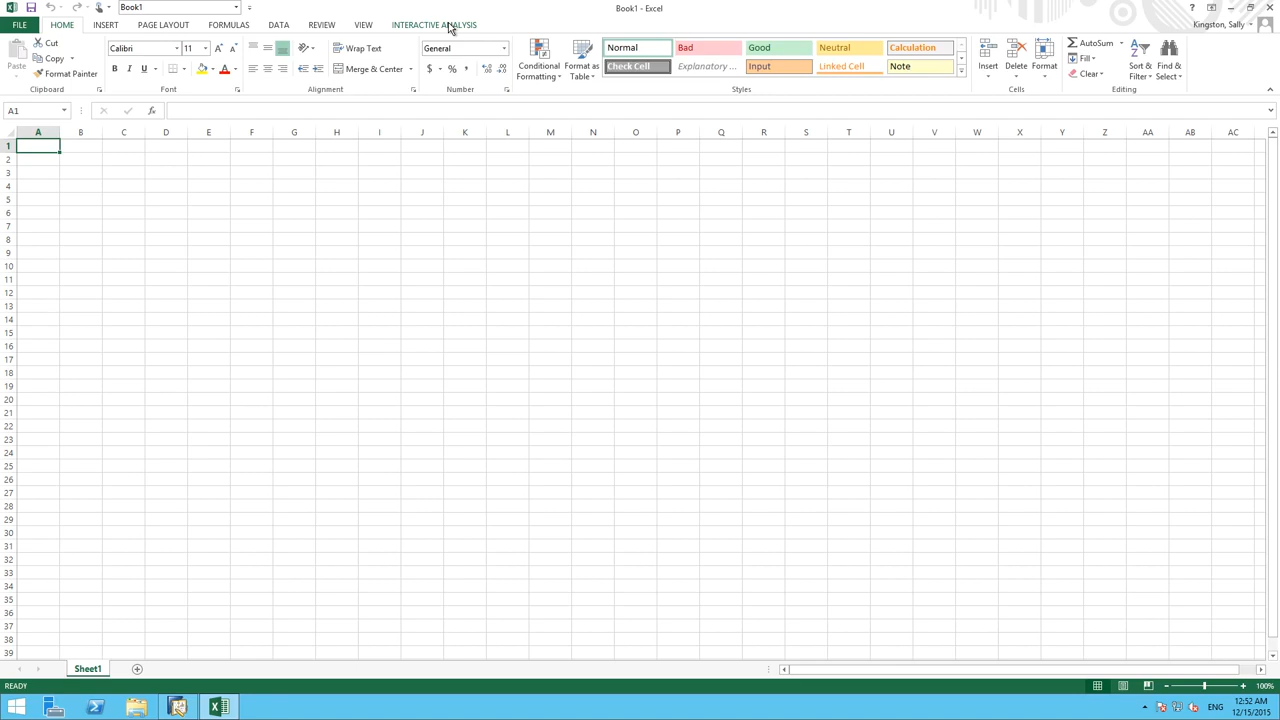 Book1
Book1 - Excel
?
FILE HOME INSERT PAGE LAYOUT FORMULAS DATA REVIEW VIEW INTERACTIVE ANALYSIS
Kingston, Sally
Paste
Cut
Copy
Format Painter
Clipboard
Calibri 11
B U A
Font
Wrap Text
Merge & Center
Alignment
General
$ % ,
Number
Conditional Formatting
Format as Table
Normal Bad Good Neutral Calculation
Check Cell Explanatory ... Input Linked Cell Note
Styles
Insert Delete Format
Cells
AutoSum
Fill
Clear
Sort & Filter
Find & Select
Editing
A1
fx
A B C D E F G H I J K L M N O P Q R S T U V W X Y Z AA AB AC
1
2
3
4
5
6
7
8
9
10
11
12
13
14
15
16
17
18
19
20
21
22
23
24
25
26
27
28
29
30
31
32
33
34
35
36
37
38
39
Sheet1
READY
100%
ENG
12:52 AM
12/15/2015